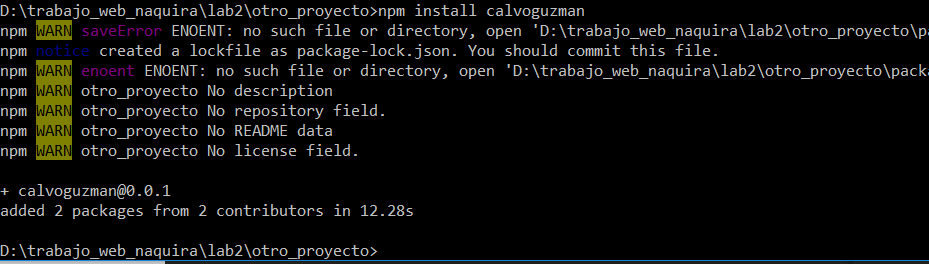 D:\trabajo_web_naquira\lab2\otro_proyecto>npm install calvoguzman
npm WARN saveError ENOENT: no such file or directory, open 'D:\trabajo_web_naquira\lab2\otro_proyecto\pa
npm notice created a lockfile as package-lock.json. You should commit this file.
npm WARN enoent ENOENT: no such file or directory, open 'D:\trabajo_web_naquira\lab2\otro_proyecto\packa
npm WARN otro_proyecto No description
npm WARN otro_proyecto No repository field.
npm WARN otro_proyecto No README data
npm WARN otro_proyecto No license field.
+ calvoguzman@0.0.1
added 2 packages from 2 contributors in 12.28s
D:\trabajo_web_naquira\lab2\otro_proyecto>